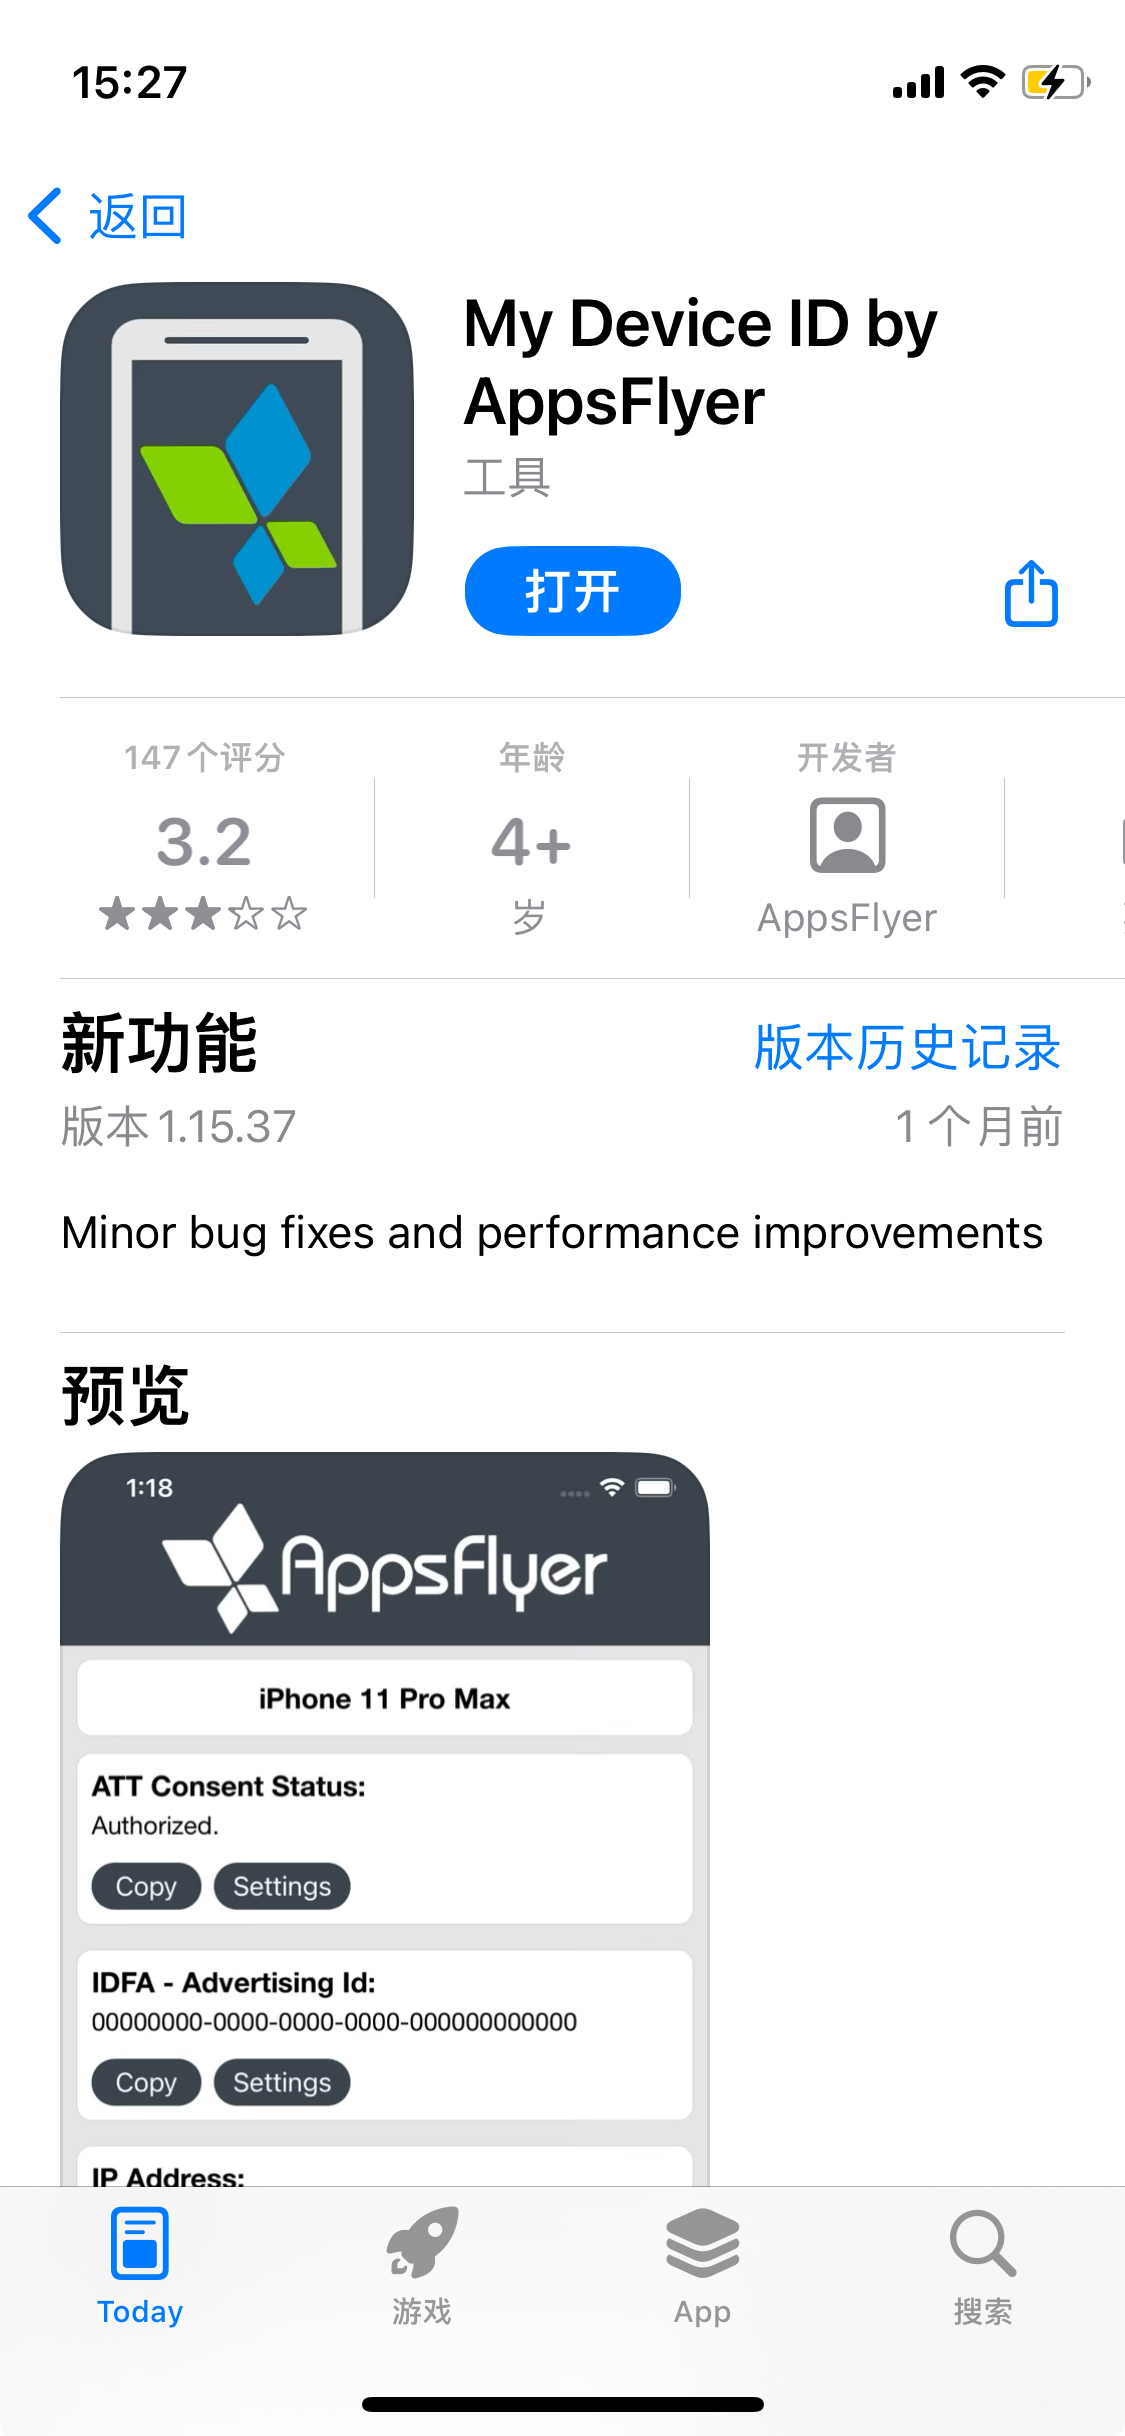 15:27
返回
My Device ID by
AppsFlyer
工具
打开
147个评分
3.2
年龄
4+
岁
开发者
AppsFlyer
新功能
版本历史记录
版本 1.15.37
1 个月前
Minor bug fixes and performance improvements
预览
1:18
AppsFlyer
iPhone 11 Pro Max
ATT Consent Status:
Authorized.
Copy Settings
IDFA - Advertising Id:
00000000-0000-0000-0000-000000000000
Copy Settings
IP Address:
Today 游戏 App 搜索